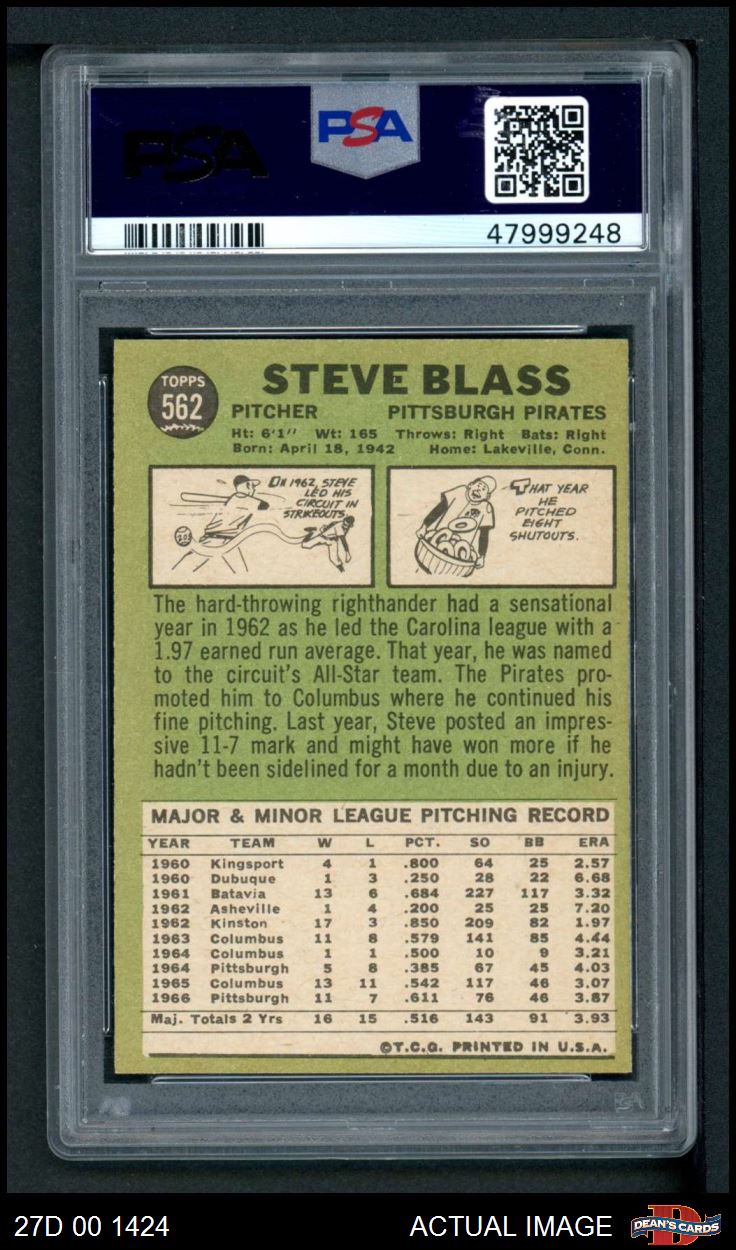 PSA
PSA
47999248
TOPPS
562
STEVE BLASS
PITCHER PITTSBURGH PIRATES
Ht: 6'1" Wt: 165 Throws: Right Bats: Right
Born: April 18, 1942 Home: Lakeville, Conn.
ON 1962, STEVE
LED HIS
CIRCUIT IN
STRIKEOUTS.
209
THAT YEAR
HE
PITCHED
EIGHT
SHUTOUTS.
The hard-throwing righthander had a sensational
year in 1962 as he led the Carolina league with a
1.97 earned run average. That year, he was named
to the circuit's All-Star team. The Pirates pro-
moted him to Columbus where he continued his
fine pitching. Last year, Steve posted an impres-
sive 11-7 mark and might have won more if he
hadn't been sidelined for a month due to an injury.
MAJOR & MINOR LEAGUE PITCHING RECORD
YEAR TEAM W L PCT. SO BB ERA
1960 Kingsport 4 1 .800 64 25 2.57
1960 Dubuque 1 3 .250 28 22 6.68
1961 Batavia 13 6 .684 227 117 3.32
1962 Asheville 1 4 .200 25 25 7.20
1962 Kinston 17 3 .850 209 82 1.97
1963 Columbus 11 8 .579 141 85 4.44
1964 Columbus 1 1 .500 10 9 3.21
1964 Pittsburgh 5 8 .385 67 45 4.03
1965 Columbus 13 11 .542 117 46 3.07
1966 Pittsburgh 11 7 .611 76 46 3.87
Maj. Totals 2 Yrs 16 15 .516 143 91 3.93
©T.C.G. PRINTED IN U.S.A.
27D 00 1424 ACTUAL IMAGE DEAN'S CARDS